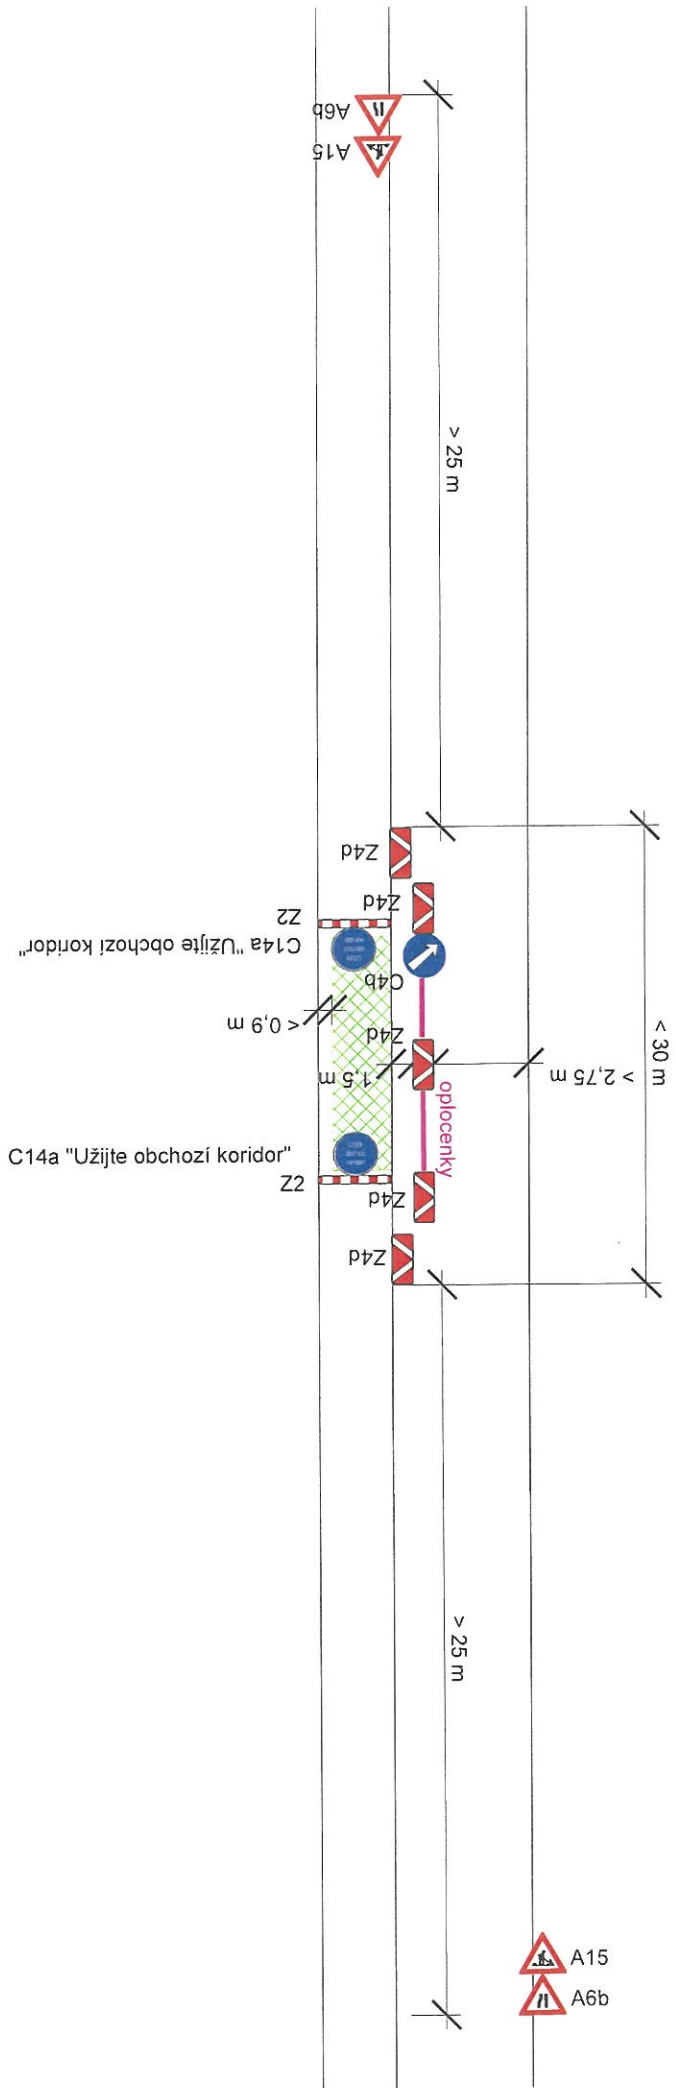 A6b
A15
> 25 m
Z4d
Z4d
Z2
C14a "Užijte obchozí koridor"
C4b
< 0,9 m
Z4d
1,5 m
> 2,75 m
< 30 m
oplocenky
C14a "Užijte obchozí koridor"
Z2
Z4d
Z4d
> 25 m
A15
A6b